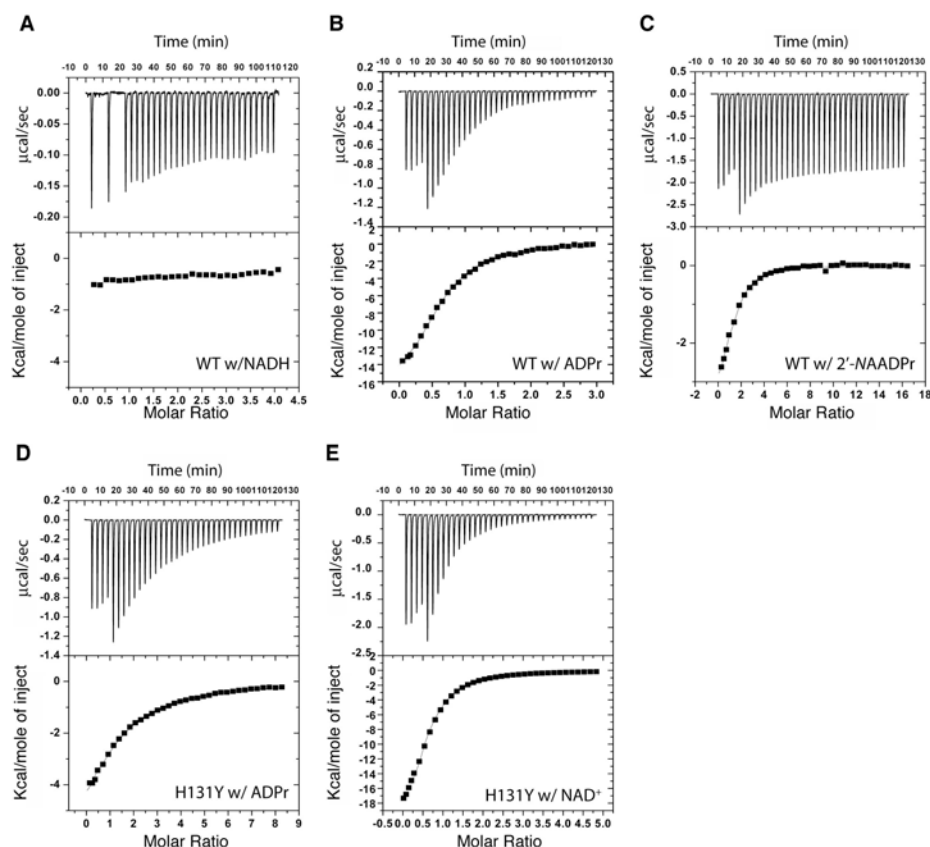 A
Time (min)
-10 0 10 20 30 40 50 60 70 80 90 100 110 120
0.00
-0.05
-0.10
-0.15
-0.20
µcal/sec
0
-2
-4
Kcal/mole of inject
WT w/NADH
0.0 0.5 1.0 1.5 2.0 2.5 3.0 3.5 4.0 4.5
Molar Ratio
B
Time (min)
-10 0 10 20 30 40 50 60 70 80 90 100 110 120 130
0.2
0.0
-0.2
-0.4
-0.6
-0.8
-1.0
-1.2
-1.4
µcal/sec
2
0
-2
-4
-6
-8
-10
-12
-14
-16
Kcal/mole of inject
WT w/ ADPr
0.0 0.5 1.0 1.5 2.0 2.5 3.0
Molar Ratio
C
Time (min)
-10 0 10 20 30 40 50 60 70 80 90 100 110 120 130
0.5
0.0
-0.5
-1.0
-1.5
-2.0
-2.5
-3.0
µcal/sec
0
-2
Kcal/mole of inject
WT w/ 2′-NAADPr
-2 0 2 4 6 8 10 12 14 16 18
Molar Ratio
D
Time (min)
-10 0 10 20 30 40 50 60 70 80 90 100 110 120 130
0.2
0.0
-0.2
-0.4
-0.6
-0.8
-1.0
-1.2
-1.4
µcal/sec
0
-2
-4
Kcal/mole of inject
H131Y w/ ADPr
0 1 2 3 4 5 6 7 8 9
Molar Ratio
E
Time (min)
-10 0 10 20 30 40 50 60 70 80 90 100 110 120 130
0.0
-0.5
-1.0
-1.5
-2.0
-2.5
µcal/sec
2
0
-2
-4
-6
-8
-10
-12
-14
-16
-18
Kcal/mole of inject
H131Y w/ NAD⁺
-0.5 0.0 0.5 1.0 1.5 2.0 2.5 3.0 3.5 4.0 4.5 5.0
Molar Ratio